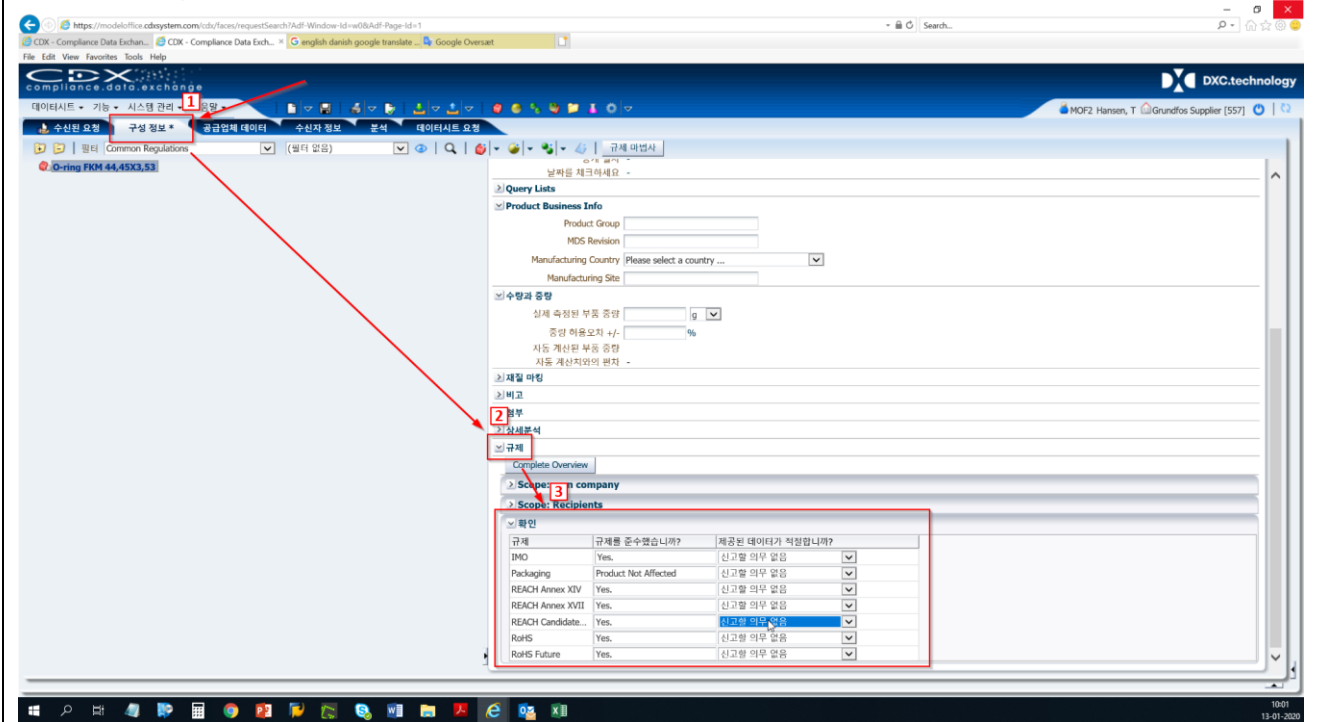 https://modeloffice.cdxsystem.com/cdx/faces/requestSearch?Adf-Window-Id=w0&Adf-Page-Id=1
Search...
CDX - Compliance Data Exchan... CDX - Compliance Data Exch... × english danish google translate ... Google Oversæt
File Edit View Favorites Tools Help
CDX
compliance.data.exchange
DXC.technology
1
데이터시트 기능 시스템 관리
MOF2 Hansen, T Grundfos Supplier [557]
수신된 요청 구성 정보 * 공급업체 데이터 수신자 정보 분석 데이터시트 요청
필터 Common Regulations (필터 없음) 규제 마법사
O-ring FKM 44,45X3,53
날짜를 체크하세요 -
Query Lists
Product Business Info
Product Group
MDS Revision
Manufacturing Country Please select a country ...
Manufacturing Site
수량과 중량
실제 측정된 부품 중량 g
중량 허용오차 +/- %
자동 계산된 부품 중량
자동 계산치와의 편차 -
재질 마킹
비고
2
상세분석
규제
Complete Overview
company
3
Scope: Recipients
확인
규제 규제를 준수했습니까? 제공된 데이터가 적절합니까?
IMO Yes. 신고할 의무 없음
Packaging Product Not Affected 신고할 의무 없음
REACH Annex XIV Yes. 신고할 의무 없음
REACH Annex XVII Yes. 신고할 의무 없음
REACH Candidate... Yes. 신고할 의무 없음
RoHS Yes. 신고할 의무 없음
RoHS Future Yes. 신고할 의무 없음
10:01
13-01-2020